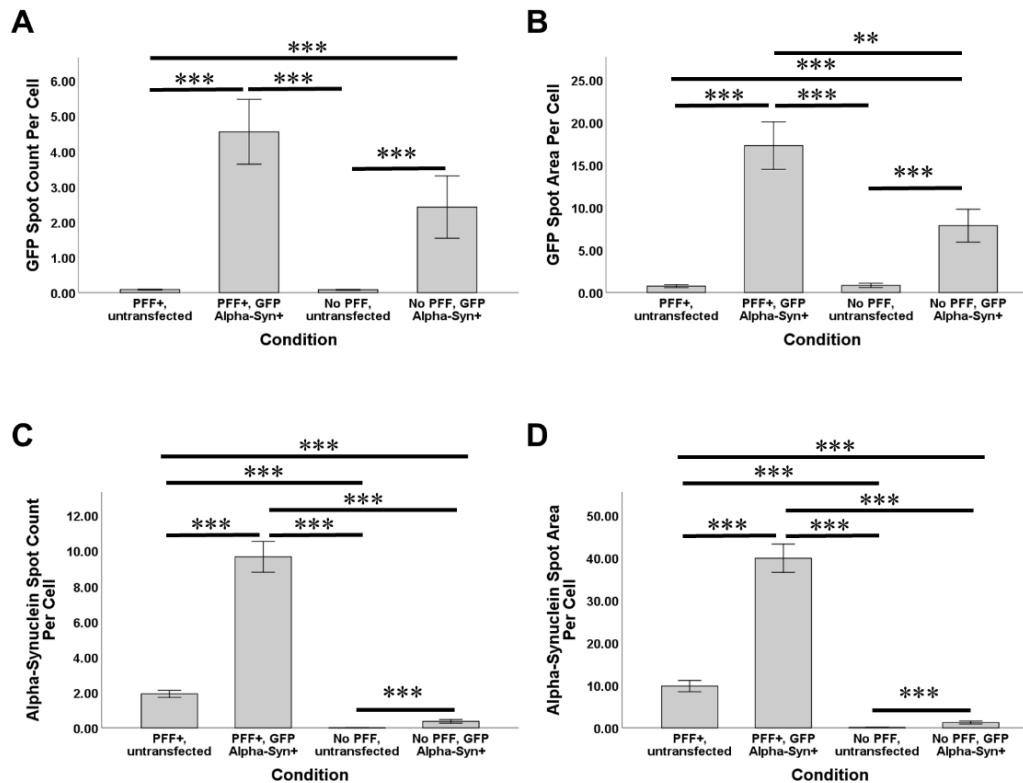 A
***
***
***
***
GFP Spot Count Per Cell
6.00
5.00
4.00
3.00
2.00
1.00
0.00
PFF+,
untransfected
PFF+, GFP
Alpha-Syn+
No PFF,
untransfected
No PFF, GFP
Alpha-Syn+
Condition
B
**
***
***
***
***
GFP Spot Area Per Cell
25.00
20.00
15.00
10.00
5.00
0.00
PFF+,
untransfected
PFF+, GFP
Alpha-Syn+
No PFF,
untransfected
No PFF, GFP
Alpha-Syn+
Condition
C
***
***
***
***
***
***
Alpha-Synuclein Spot Count
Per Cell
12.00
10.00
8.00
6.00
4.00
2.00
0.00
PFF+,
untransfected
PFF+, GFP
Alpha-Syn+
No PFF,
untransfected
No PFF, GFP
Alpha-Syn+
Condition
D
***
***
***
***
***
***
Alpha-Synuclein Spot Area
Per Cell
50.00
40.00
30.00
20.00
10.00
0.00
PFF+,
untransfected
PFF+, GFP
Alpha-Syn+
No PFF,
untransfected
No PFF, GFP
Alpha-Syn+
Condition